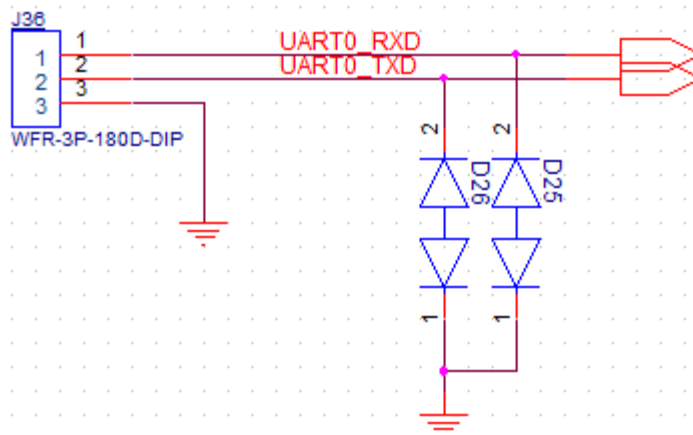 J36
1 1 UART0_RXD
2 2 UART0_TXD
3 3
WFR-3P-180D-DIP
2 2
D26 D25
1 1